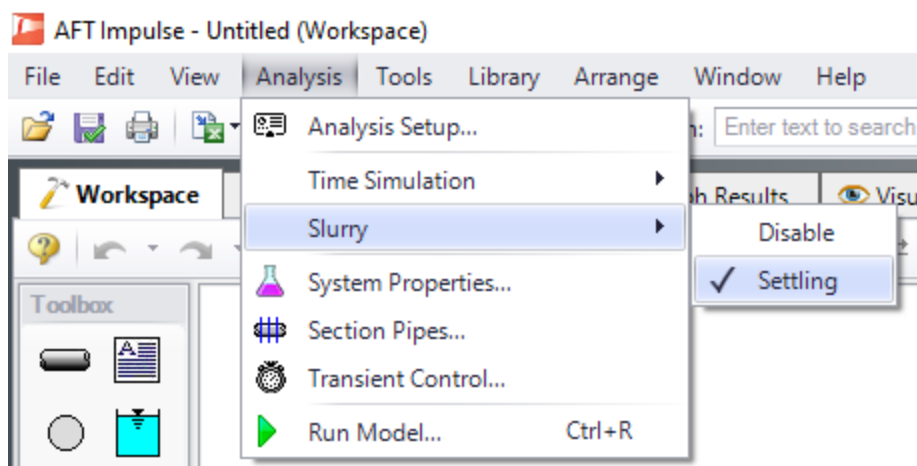 AFT Impulse - Untitled (Workspace)
File Edit View Analysis Tools Library Arrange Window Help
Analysis Setup...
Enter text to search
Time Simulation
Workspace
Results
Slurry
Disable
Settling
System Properties...
Toolbox
Section Pipes...
Transient Control...
Run Model... Ctrl+R